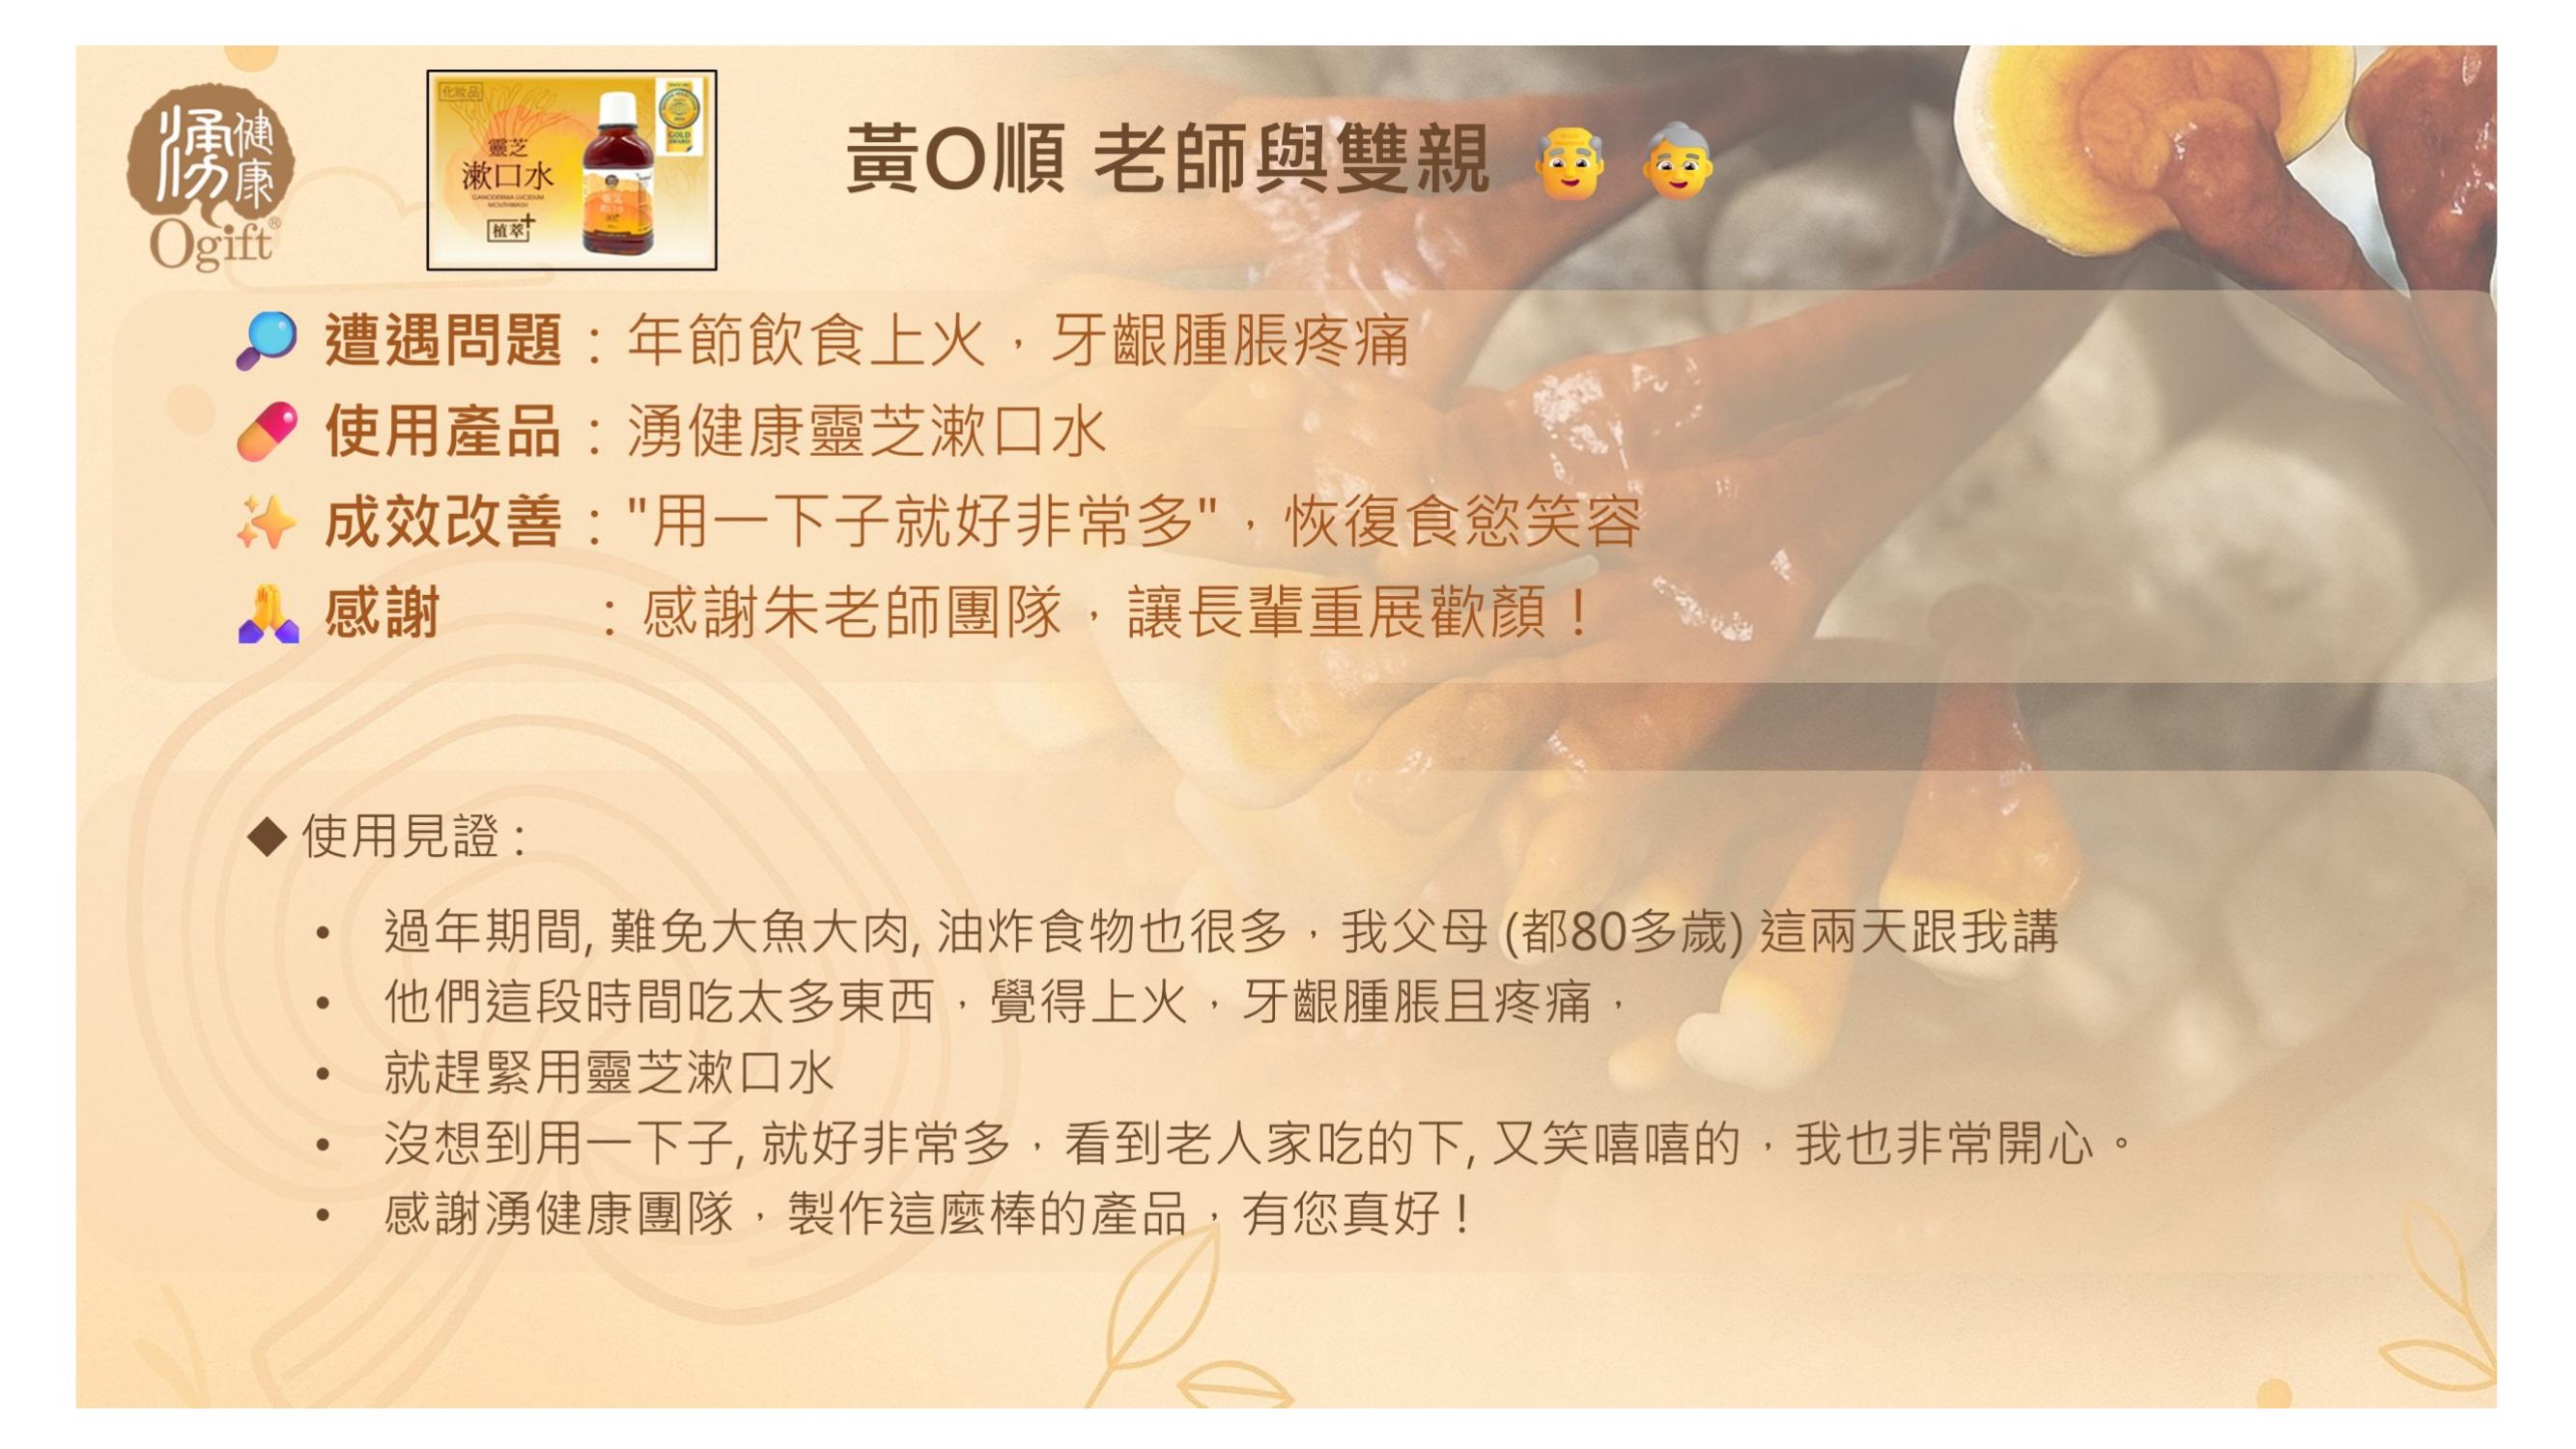 湧健康
Ogift®
化妝品
靈芝
漱口水
GANODERMA LUCIDUM
MOUTHWASH
植萃+
GOLD
AWARD
黃O順 老師與雙親
遭遇問題：年節飲食上火，牙齦腫脹疼痛
使用產品：湧健康靈芝漱口水
成效改善："用一下子就好非常多"，恢復食慾笑容
感謝　　：感謝朱老師團隊，讓長輩重展歡顏！
◆ 使用見證：
• 過年期間, 難免大魚大肉, 油炸食物也很多，我父母 (都80多歲) 這兩天跟我講
• 他們這段時間吃太多東西，覺得上火，牙齦腫脹且疼痛，
• 就趕緊用靈芝漱口水
• 沒想到用一下子, 就好非常多，看到老人家吃的下, 又笑嘻嘻的，我也非常開心。
• 感謝湧健康團隊，製作這麼棒的產品，有您真好！